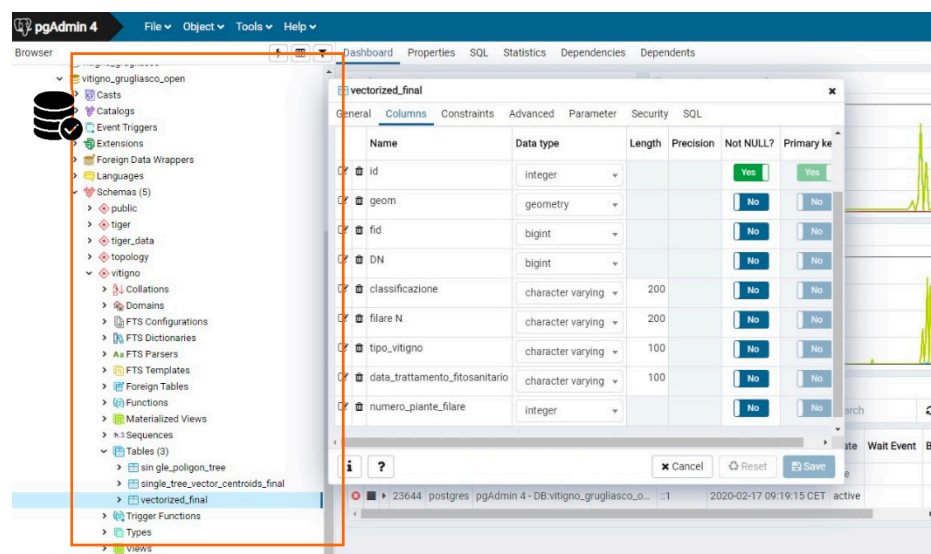 pgAdmin 4 File Object Tools Help
Browser
Dashboard Properties SQL Statistics Dependencies Dependents
vitigno_grugliasco_open
Casts
Catalogs
Event Triggers
Extensions
Foreign Data Wrappers
Languages
Schemas (5)
public
tiger
tiger_data
topology
vitigno
Collations
Domains
FTS Configurations
FTS Dictionaries
Aa FTS Parsers
FTS Templates
Foreign Tables
Functions
Materialized Views
1..3 Sequences
Tables (3)
sin gle_poligon_tree
single_tree_vector_centroids_final
vectorized_final
Trigger Functions
Types
Views
vectorized_final
General Columns Constraints Advanced Parameter Security SQL
Name Data type Length Precision Not NULL? Primary ke
id integer Yes Yes
geom geometry No No
fid bigint No No
DN bigint No No
classificazione character varying 200 No No
filare N character varying 200 No No
tipo_vitigno character varying 100 No No
data_trattamento_fitosanitario character varying 100 No No
numero_piante_filare integer No No
i ? Cancel Reset Save
arch
ate Wait Event B
23644 postgres pgAdmin 4 - DB:vitigno_grugliasco_o... ::1 2020-02-17 09:19:15 CET active